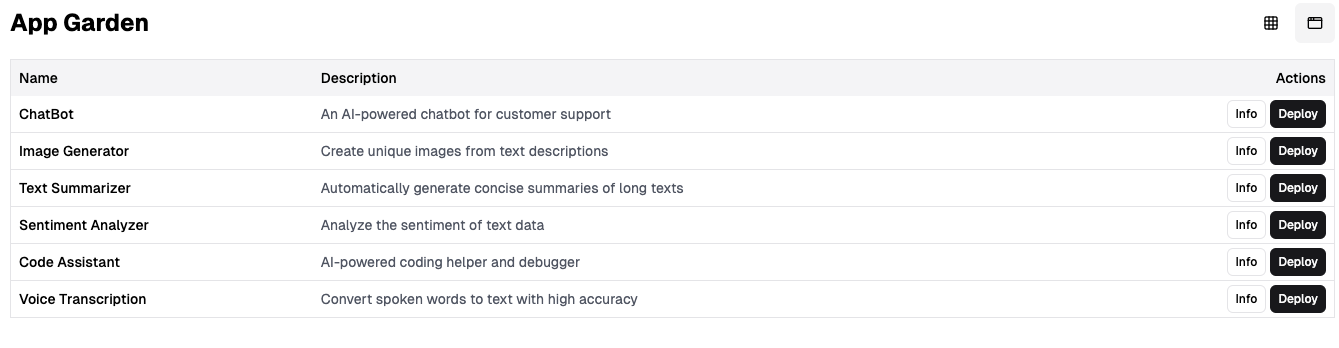 App Garden
Name Description Actions
ChatBot An AI-powered chatbot for customer support Info Deploy
Image Generator Create unique images from text descriptions Info Deploy
Text Summarizer Automatically generate concise summaries of long texts Info Deploy
Sentiment Analyzer Analyze the sentiment of text data Info Deploy
Code Assistant AI-powered coding helper and debugger Info Deploy
Voice Transcription Convert spoken words to text with high accuracy Info Deploy